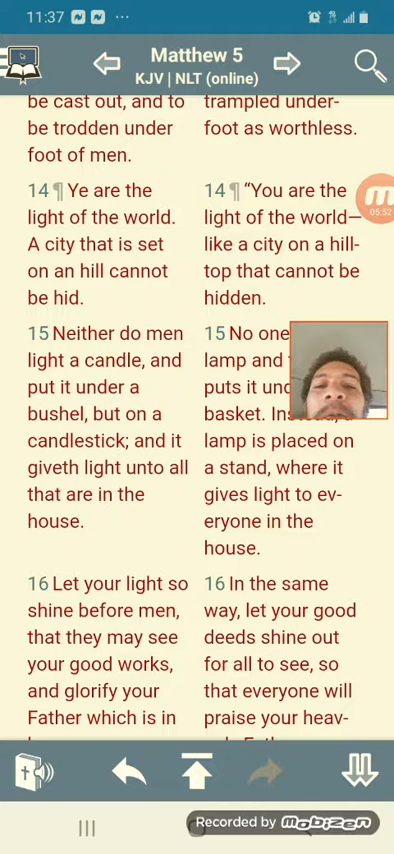 11:37
Matthew 5
KJV | NLT (online)
be cast out, and to
be trodden under
foot of men.
14 ¶ Ye are the
light of the world.
A city that is set
on an hill cannot
be hid.
15 Neither do men
light a candle, and
put it under a
bushel, but on a
candlestick; and it
giveth light unto all
that are in the
house.
16 Let your light so
shine before men,
that they may see
your good works,
and glorify your
Father which is in
trampled under-
foot as worthless.
14 ¶ “You are the
light of the world—
like a city on a hill-
top that cannot be
hidden.
15 No one
lamp and
puts it
basket.
lamp is placed on
a stand, where it
gives light to ev-
eryone in the
house.
16 In the same
way, let your good
deeds shine out
for all to see, so
that everyone will
praise your heav-
05:52
Recorded by mobizen